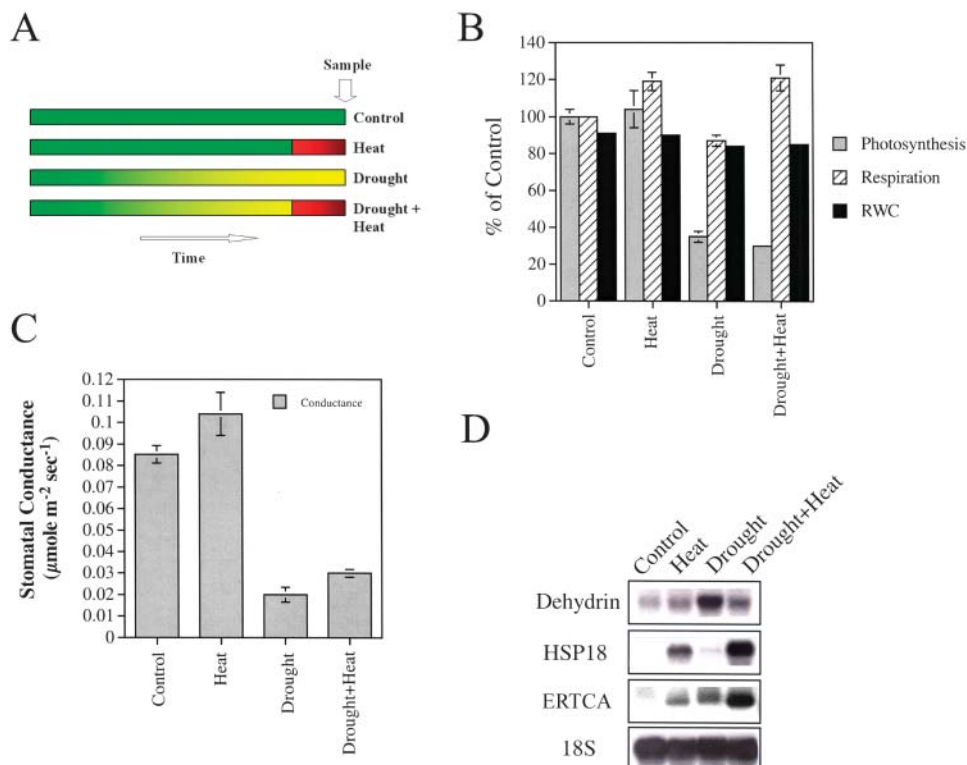 A
Sample
Control
Heat
Drought
Drought +
Heat
Time
B
% of Control
140
120
100
80
60
40
20
0
Control
Heat
Drought
Drought+Heat
Photosynthesis
Respiration
RWC
C
Stomatal Conductance
(μmole m⁻² sec⁻¹)
0.12
0.11
0.1
0.09
0.08
0.07
0.06
0.05
0.04
0.03
0.02
0.01
0
Conductance
Control
Heat
Drought
Drought+Heat
D
Control
Heat
Drought
Drought+Heat
Dehydrin
HSP18
ERTCA
18S